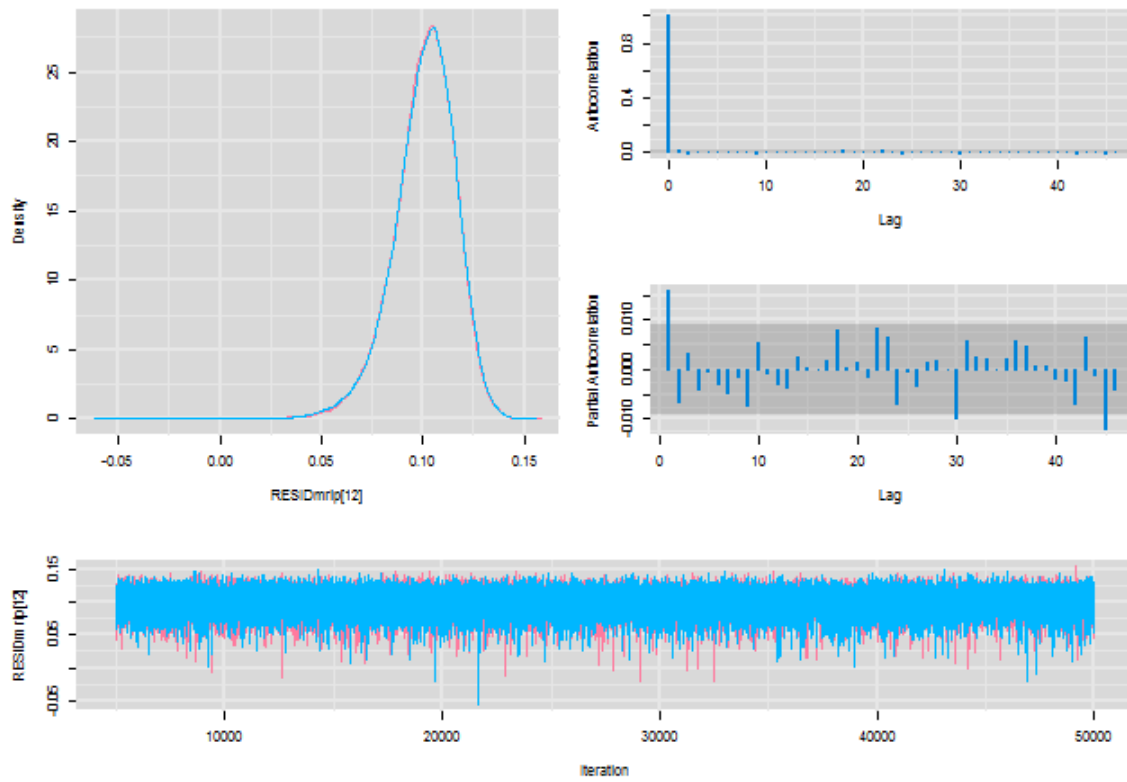 Density
25
20
15
10
5
0
-0.05 0.00 0.05 0.10 0.15
RESIDmrip[12]
Autocorrelation
0.8
0.4
0.0
0 10 20 30 40
Lag
Partial Autocorrelation
0.010
0.000
-0.010
0 10 20 30 40
Lag
RESIDmrip[12]
0.15
0.05
-0.05
10000 20000 30000 40000 50000
Iteration